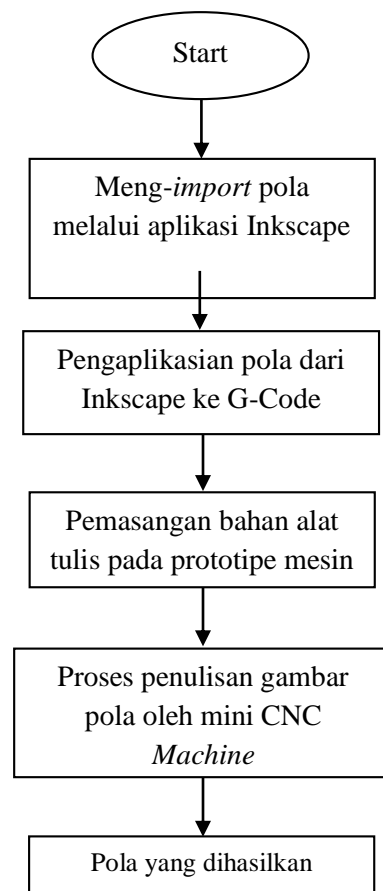 Start
Meng-import pola
melalui aplikasi Inkscape
Pengaplikasian pola dari
Inkscape ke G-Code
Pemasangan bahan alat
tulis pada prototipe mesin
Proses penulisan gambar
pola oleh mini CNC
Machine
Pola yang dihasilkan